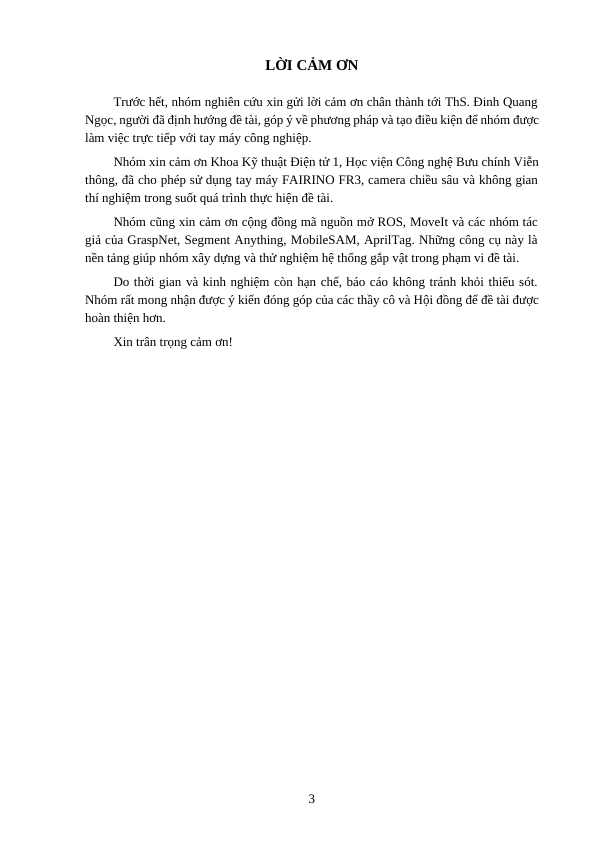 LỜI CẢM ƠN
Trước hết, nhóm nghiên cứu xin gửi lời cảm ơn chân thành tới ThS. Đinh Quang
Ngọc, người đã định hướng đề tài, góp ý về phương pháp và tạo điều kiện để nhóm được
làm việc trực tiếp với tay máy công nghiệp.
Nhóm xin cảm ơn Khoa Kỹ thuật Điện tử 1, Học viện Công nghệ Bưu chính Viễn
thông, đã cho phép sử dụng tay máy FAIRINO FR3, camera chiều sâu và không gian
thí nghiệm trong suốt quá trình thực hiện đề tài.
Nhóm cũng xin cảm ơn cộng đồng mã nguồn mở ROS, MoveIt và các nhóm tác
giả của GraspNet, Segment Anything, MobileSAM, AprilTag. Những công cụ này là
nền tảng giúp nhóm xây dựng và thử nghiệm hệ thống gắp vật trong phạm vi đề tài.
Do thời gian và kinh nghiệm còn hạn chế, báo cáo không tránh khỏi thiếu sót.
Nhóm rất mong nhận được ý kiến đóng góp của các thầy cô và Hội đồng để đề tài được
hoàn thiện hơn.
Xin trân trọng cảm ơn!
3